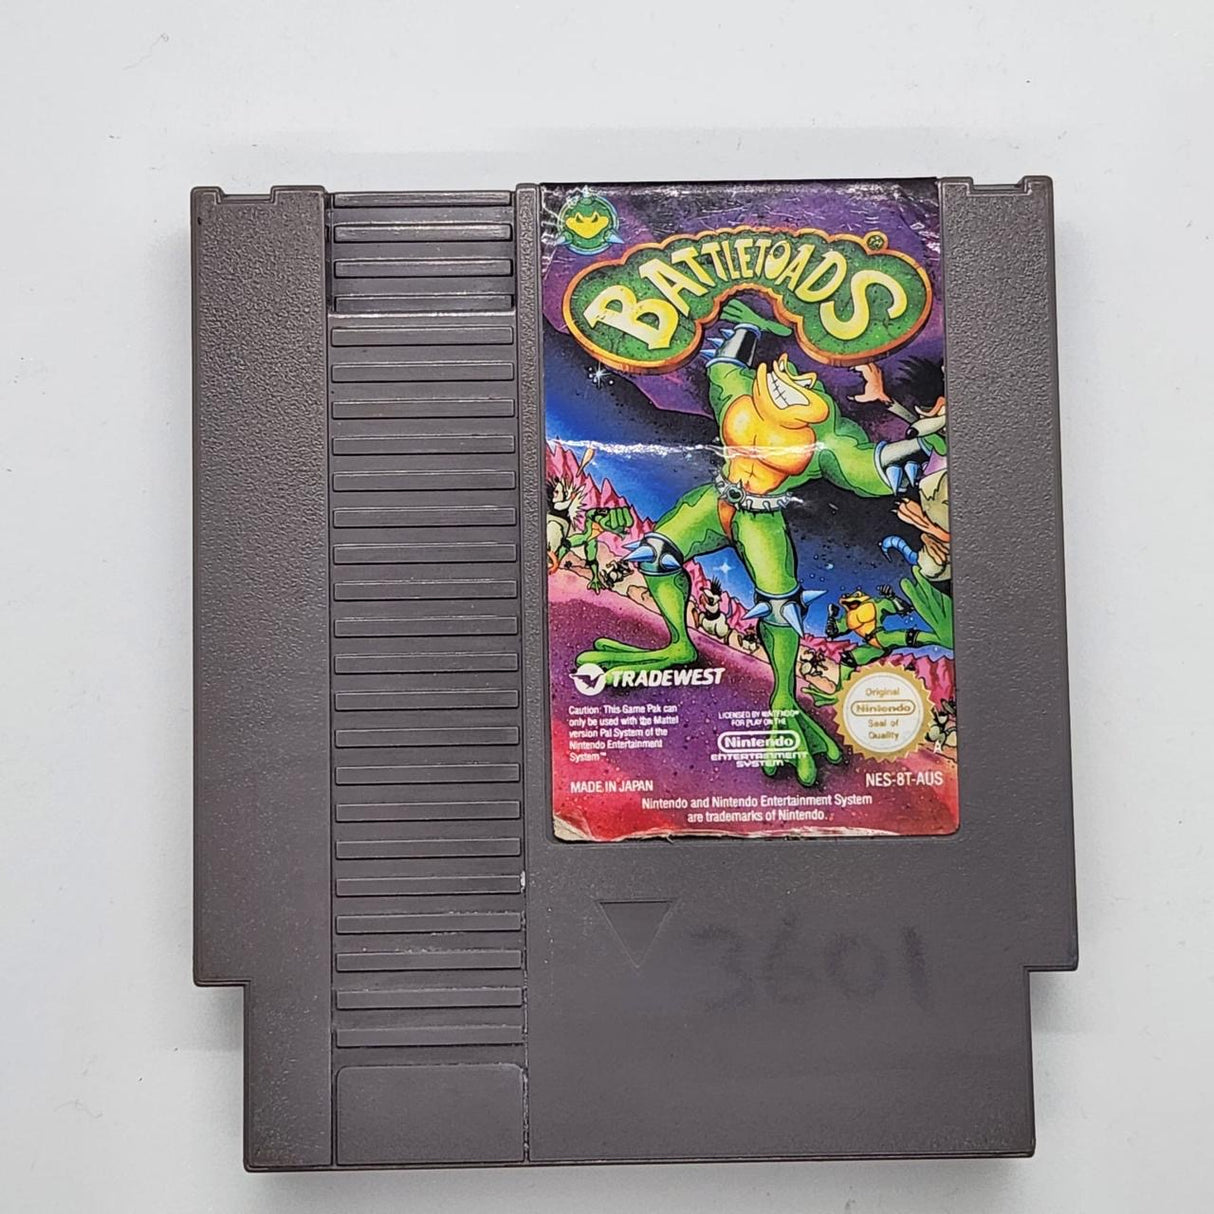 BATTLETOADS
TRADEWEST
Caution: This Game Pak can
only be used with the Mattel
version Pal System of the
Nintendo Entertainment
System™
LICENSED BY NINTENDO®
FOR PLAY ON THE
Nintendo
ENTERTAINMENT
SYSTEM™
Original
Nintendo
Seal of
Quality
MADE IN JAPAN
NES-8T-AUS
Nintendo and Nintendo Entertainment System
are trademarks of Nintendo.
3601